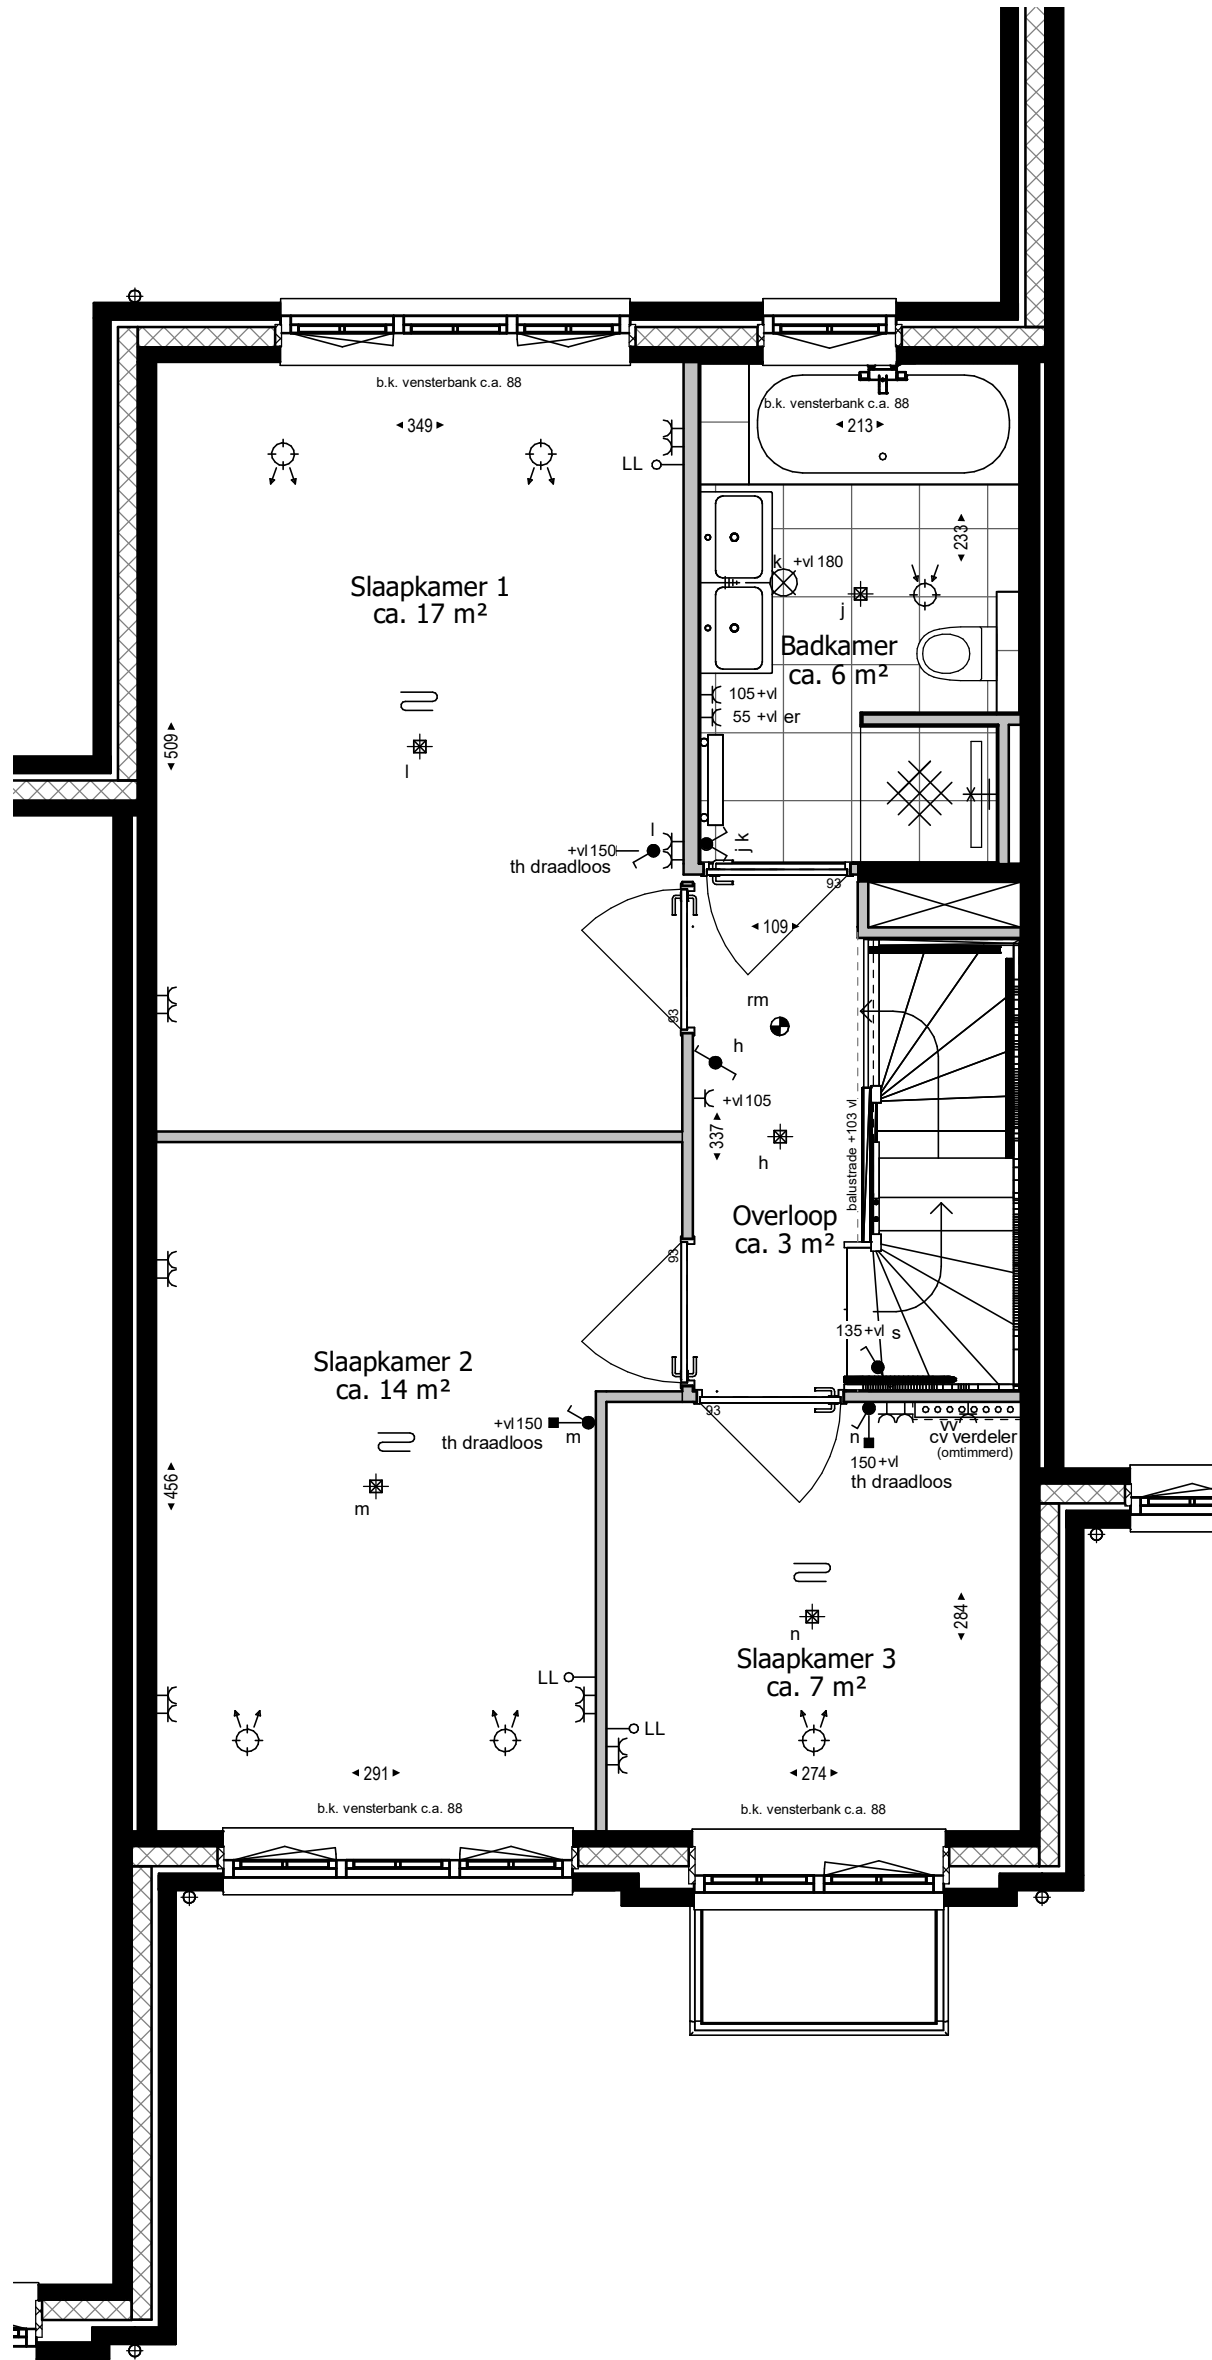 b.k. vensterbank c.a. 88
349
LL
b.k. vensterbank c.a. 88
213
233
k +vl 180
j
Slaapkamer 1
ca. 17 m²
Badkamer
ca. 6 m²
105+vl
55 +vl er
509
l
l
+vl 150
th draadloos
j k
93
109
93
rm
h
+vl 105
337
h
balustrade +103 vl
Overloop
ca. 3 m²
93
135+vl s
Slaapkamer 2
ca. 14 m²
93
+vl 150
th draadloos
m
n
150+vl
th draadloos
vv
cv verdeler
(omtimmerd)
456
m
284
n
Slaapkamer 3
ca. 7 m²
LL
LL
291
b.k. vensterbank c.a. 88
274
b.k. vensterbank c.a. 88